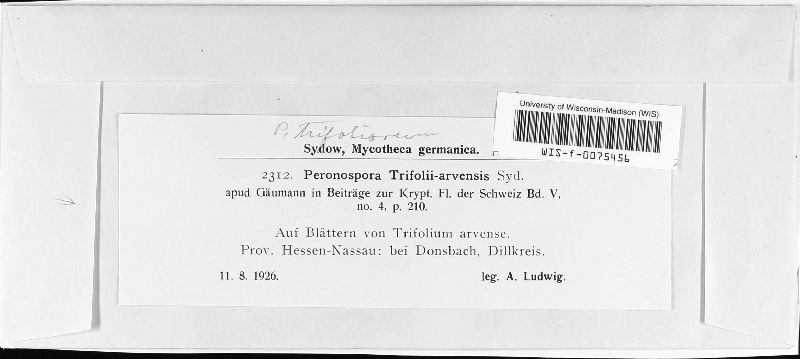 P. trifoliorum
University of Wisconsin-Madison (WIS)
WIS-f-0075456
Sydow, Mycotheca germanica.
2312. Peronospora Trifolii-arvensis Syd.
apud Gäumann in Beiträge zur Krypt. Fl. der Schweiz Bd. V,
no. 4, p. 210.
Auf Blättern von Trifolium arvense.
Prov. Hessen-Nassau: bei Donsbach, Dillkreis.
11. 8. 1926. leg. A. Ludwig.